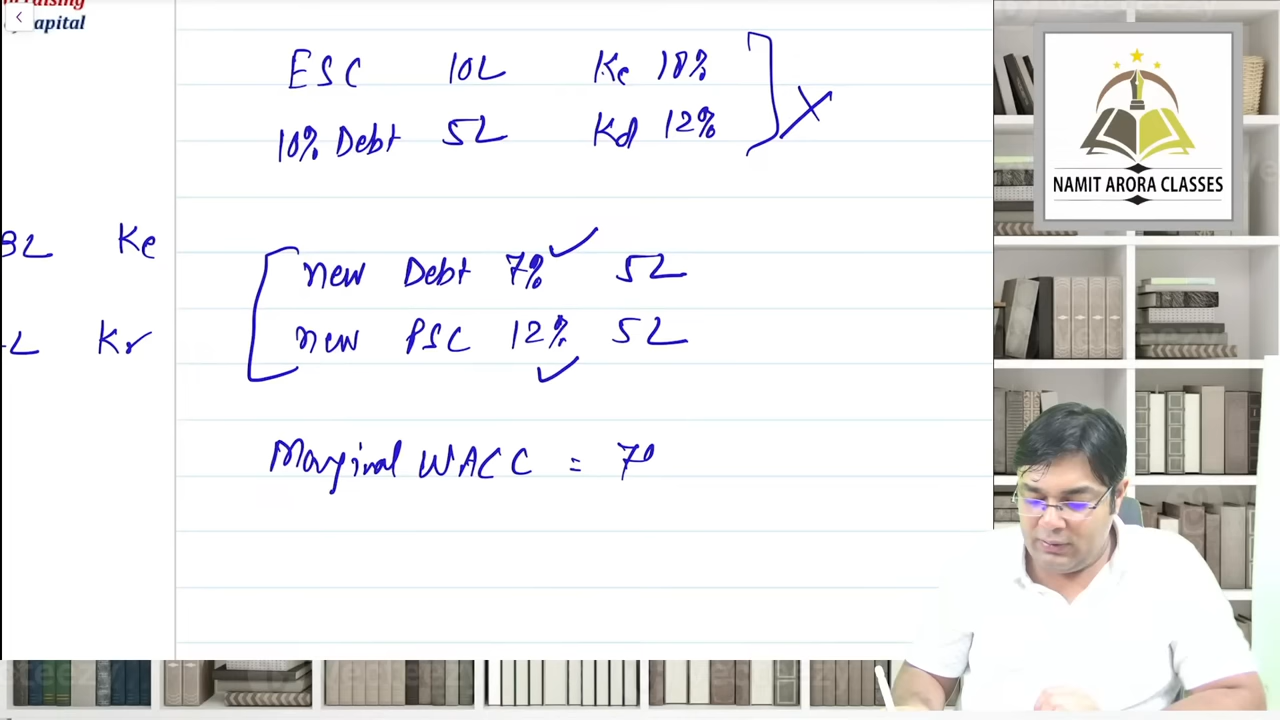 apital
ESC 10L Ke 18%
10% Debt 5L Kd 12%
Ke
new Debt 7% 5L
Kr
new PSC 12% 5L
Marginal WACC = 7
NAMIT ARORA CLASSES